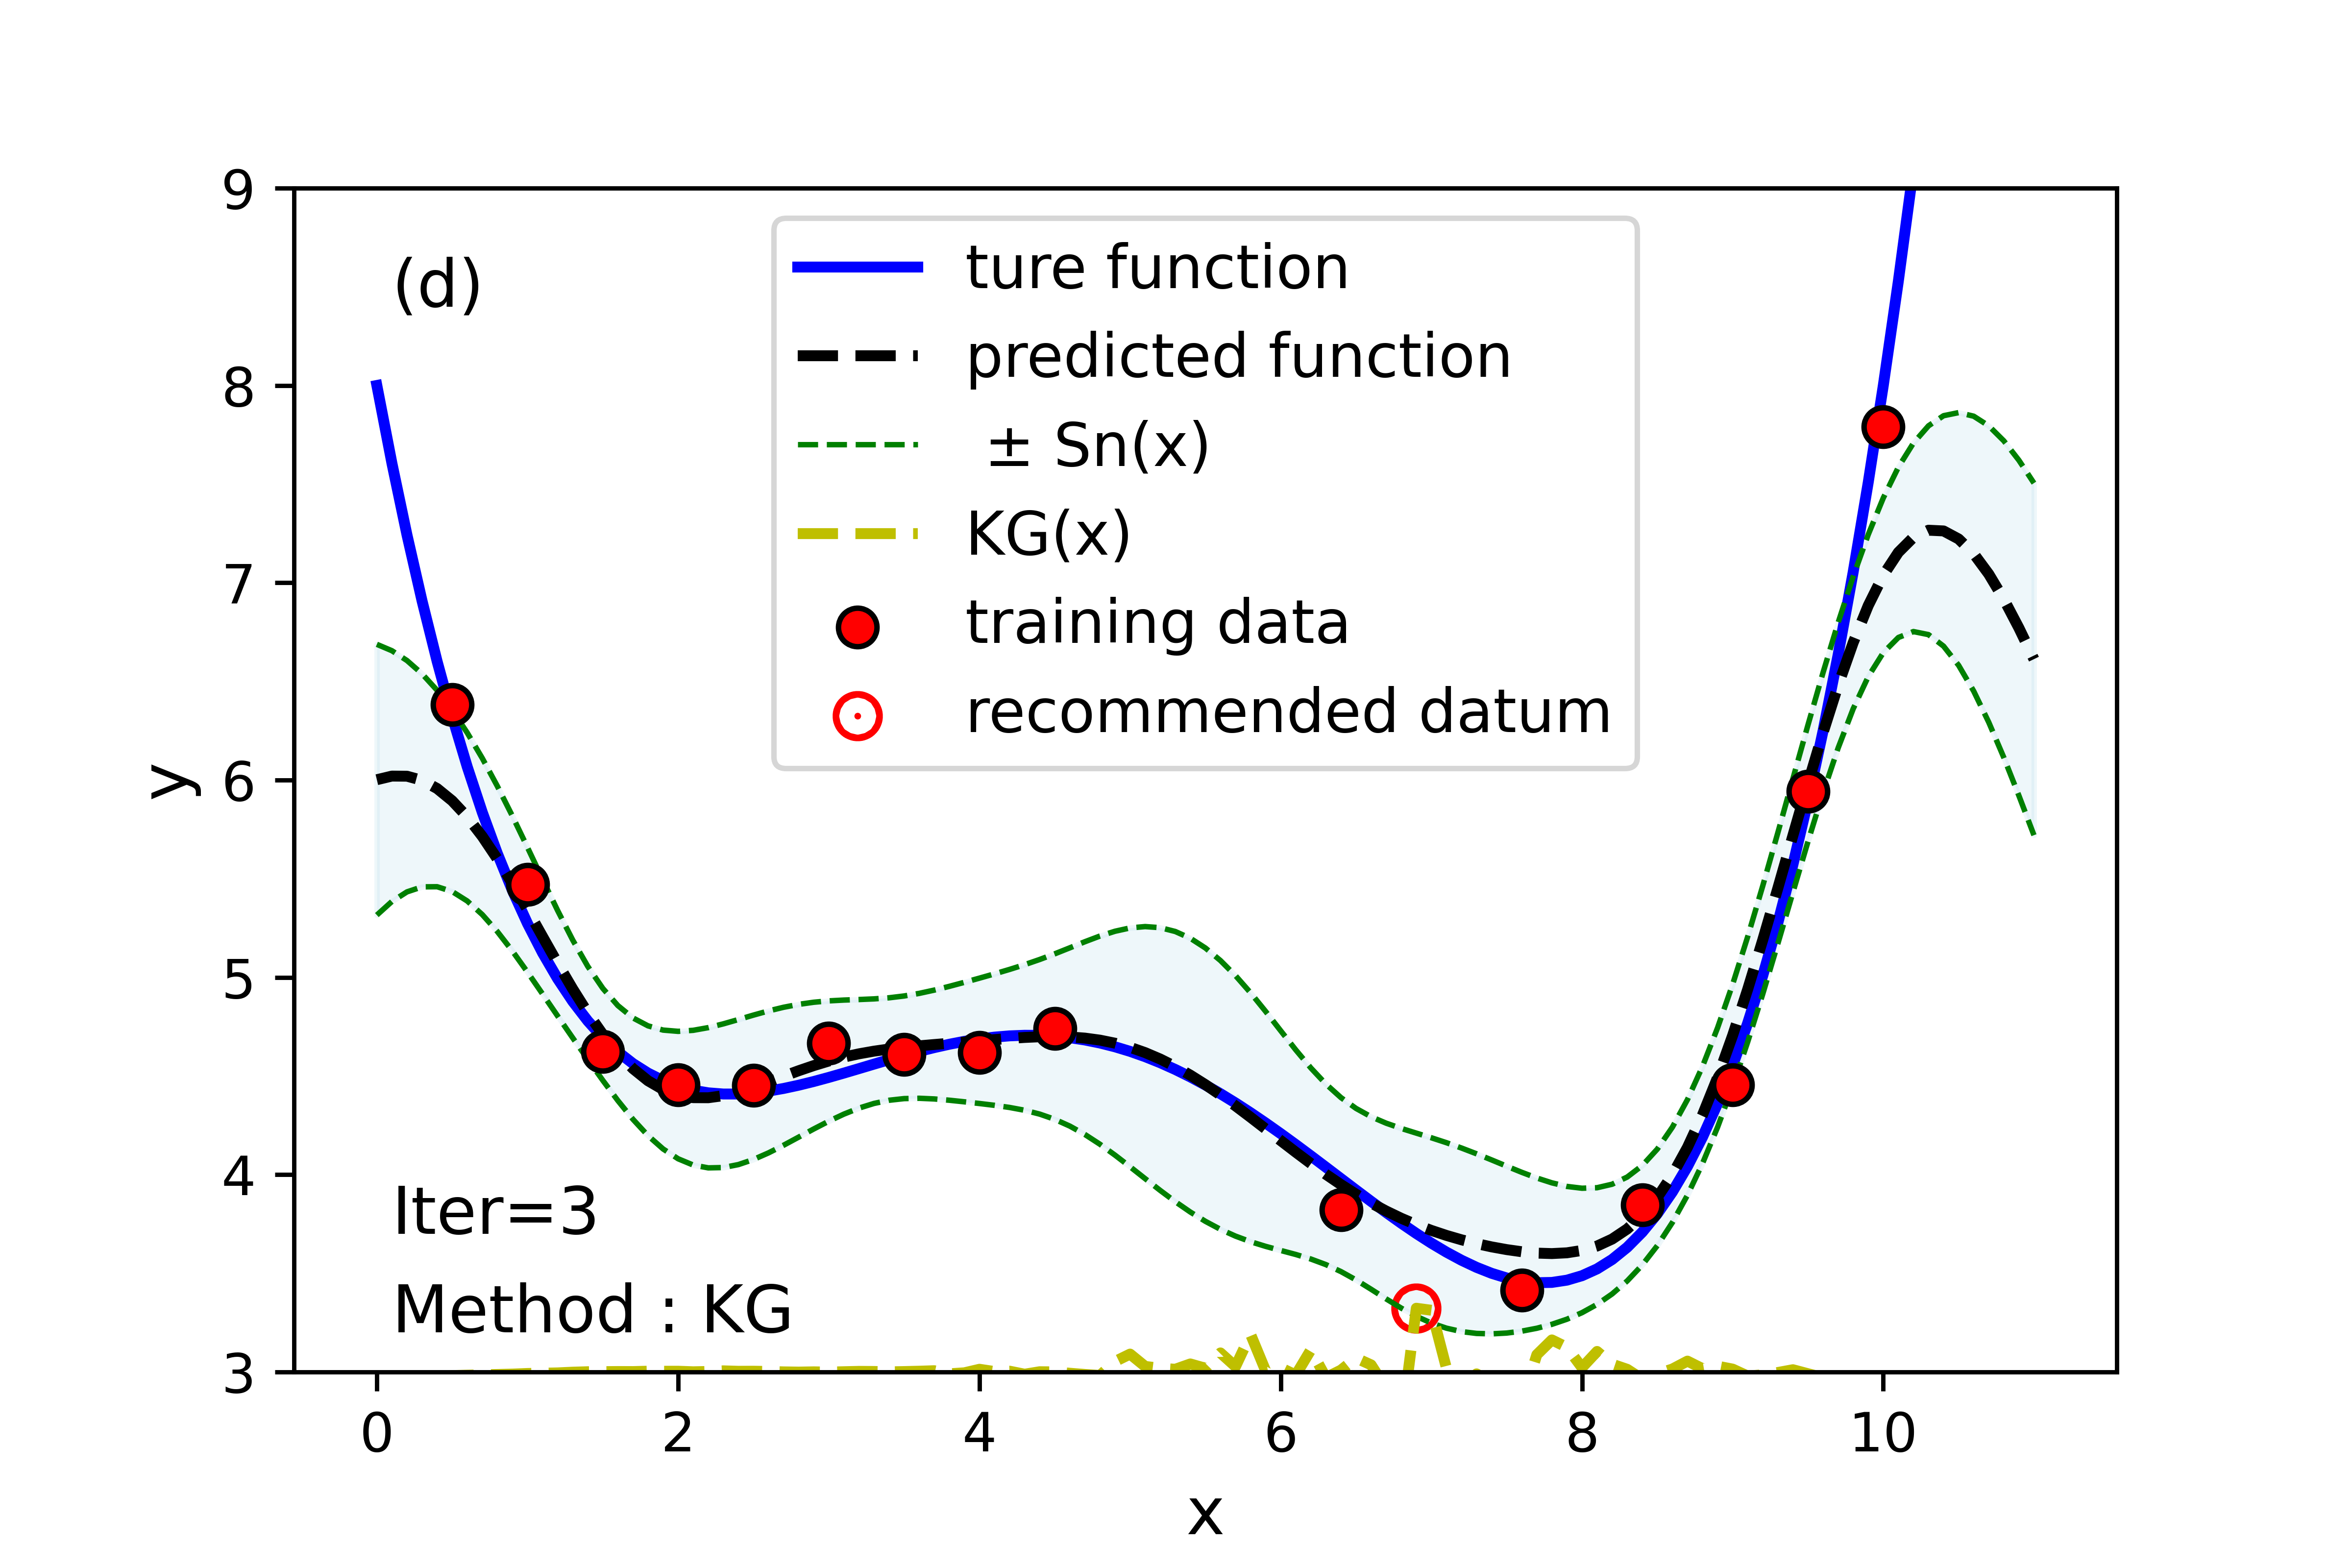 (d)
ture function
predicted function
± Sn(x)
KG(x)
training data
recommended datum
Iter=3
Method : KG
y
9
8
7
6
5
4
3
0 2 4 6 8 10
x